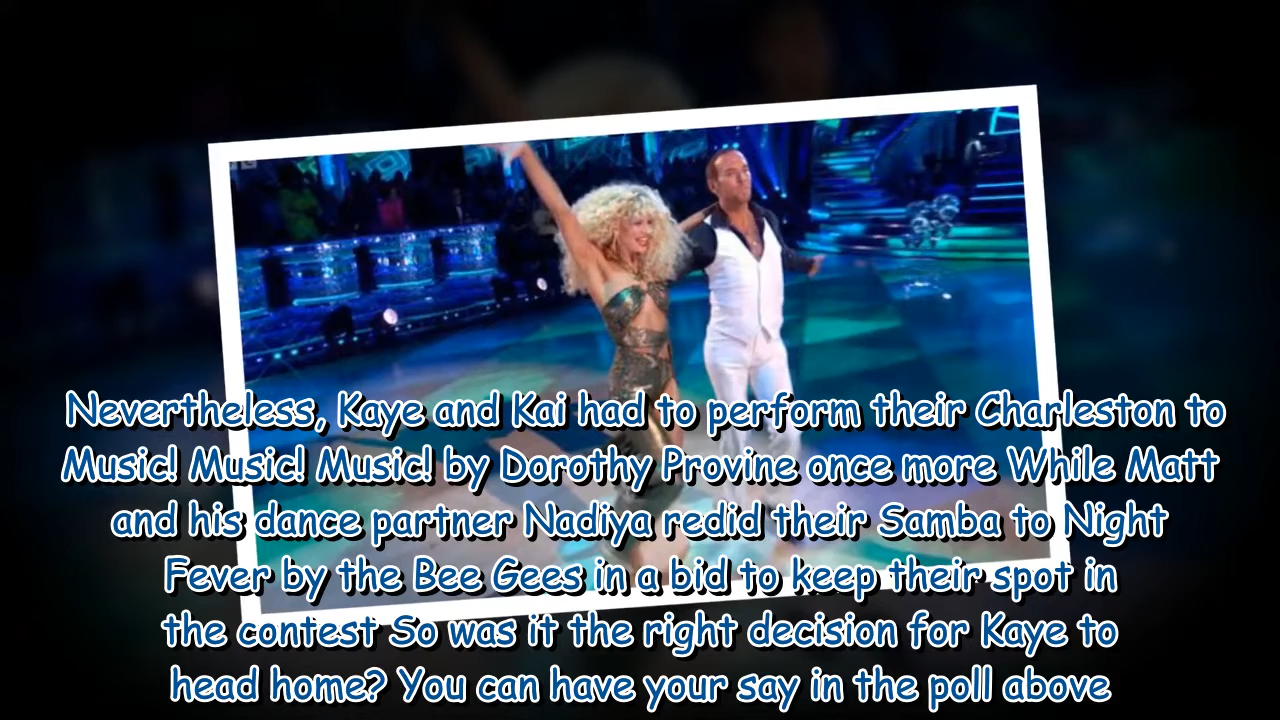 Nevertheless, Kaye and Kai had to perform their Charleston to
Music! Music! Music! by Dorothy Provine once more While Matt
and his dance partner Nadiya redid their Samba to Night
Fever by the Bee Gees in a bid to keep their spot in
the contest So was it the right decision for Kaye to
head home? You can have your say in the poll above